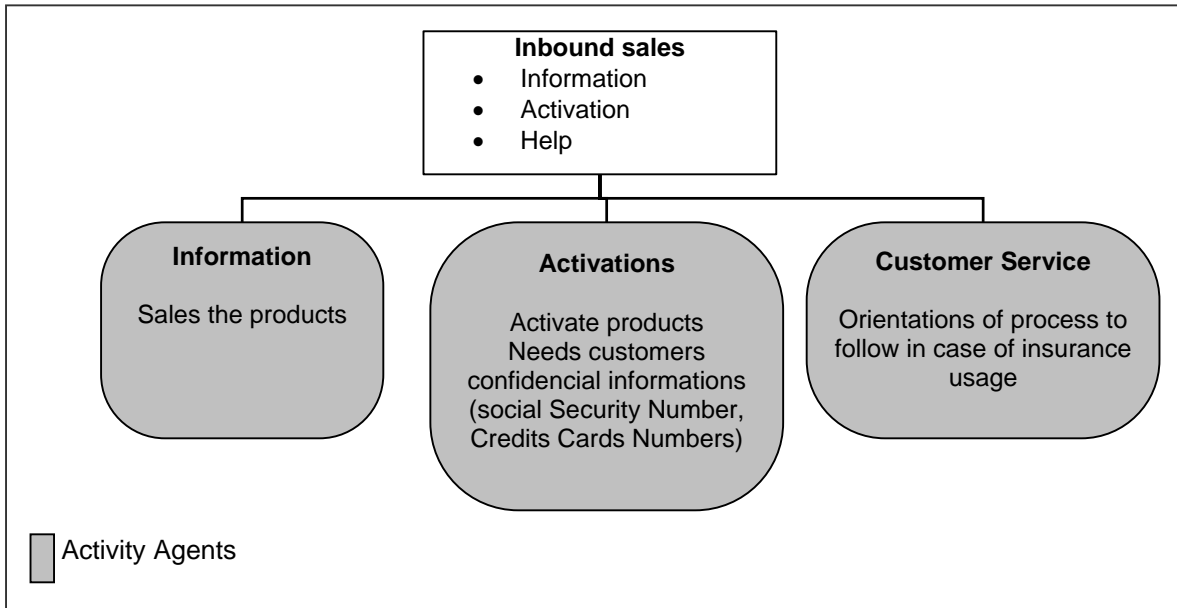 Inbound sales
• Information
• Activation
• Help
Information
Sales the products
Activations
Activate products
Needs customers
confidencial informations
(social Security Number,
Credits Cards Numbers)
Customer Service
Orientations of process to
follow in case of insurance
usage
Activity Agents